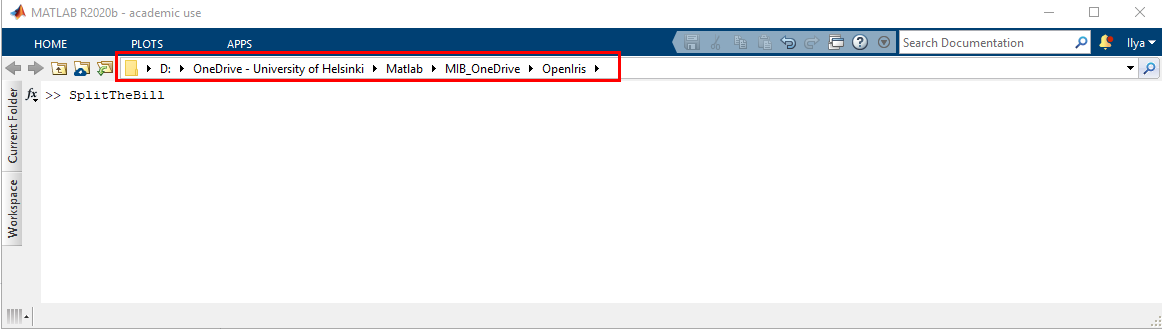 MATLAB R2020b - academic use
HOME PLOTS APPS Search Documentation Ilya
D: OneDrive - University of Helsinki Matlab MIB_OneDrive OpenIris
Current Folder
fx >> SplitTheBill
Workspace